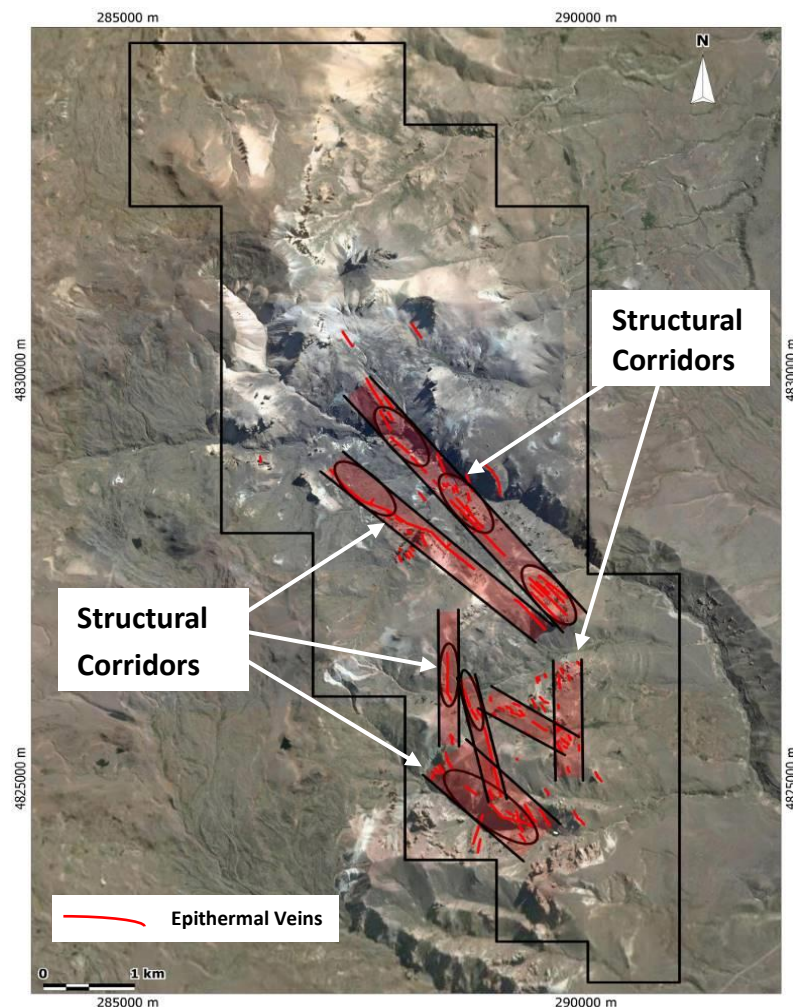 285000 m
290000 m
N
Structural
Corridors
4830000 m
4830000 m
Structural
Corridors
4825000 m
4825000 m
Epithermal Veins
0 1 km
285000 m
290000 m